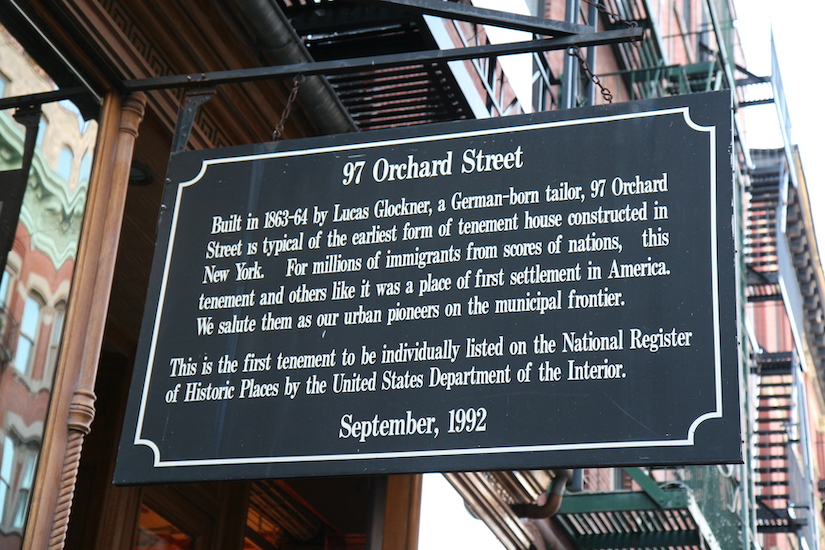 97 Orchard Street
Built in 1863-64 by Lucas Glockner, a German-born tailor, 97 Orchard
Street is typical of the earliest form of tenement house constructed in
New York. For millions of immigrants from scores of nations, this
tenement and others like it was a place of first settlement in America.
We salute them as our urban pioneers on the municipal frontier.
This is the first tenement to be individually listed on the National Register
of Historic Places by the United States Department of the Interior.
September, 1992